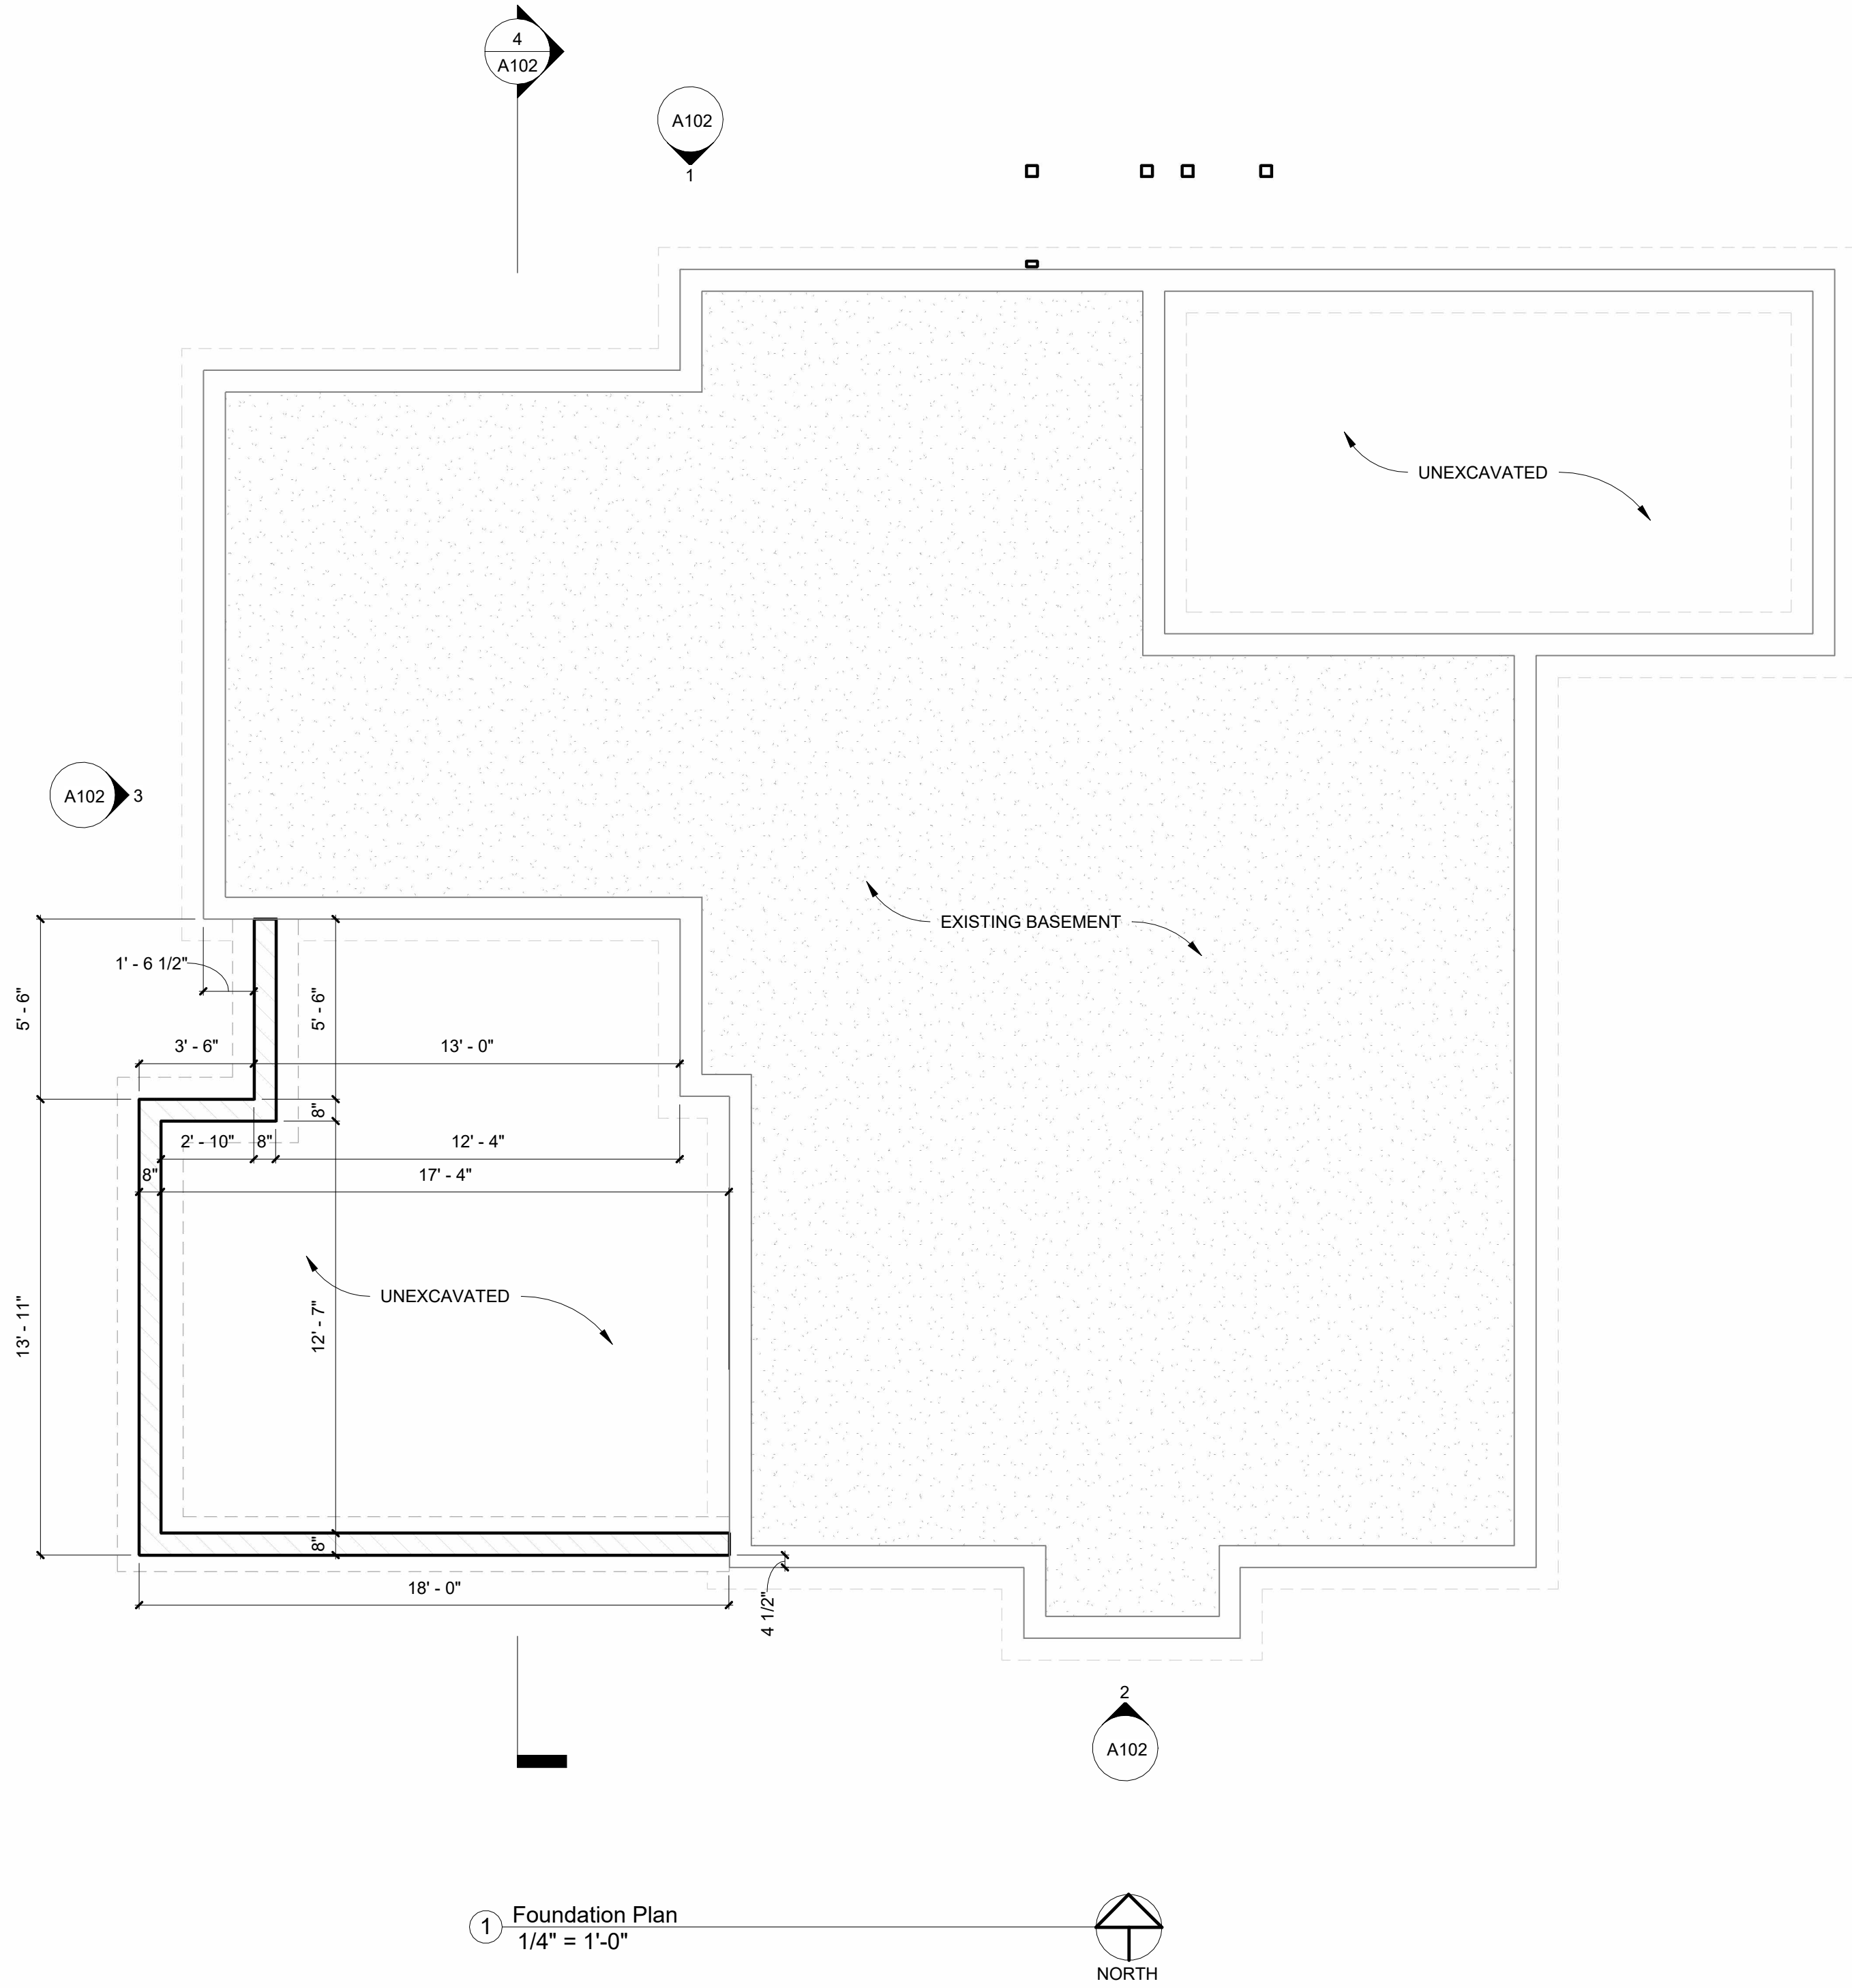 4
A102
A102
1
UNEXCAVATED
A102
3
EXISTING BASEMENT
1' - 6 1/2"
5' - 6"
5' - 6"
3' - 6"
13' - 0"
8"
2' - 10"
8"
12' - 4"
8"
17' - 4"
UNEXCAVATED
13' - 11"
12' - 7"
8"
18' - 0"
4 1/2"
2
A102
1
Foundation Plan
1/4" = 1'-0"
NORTH